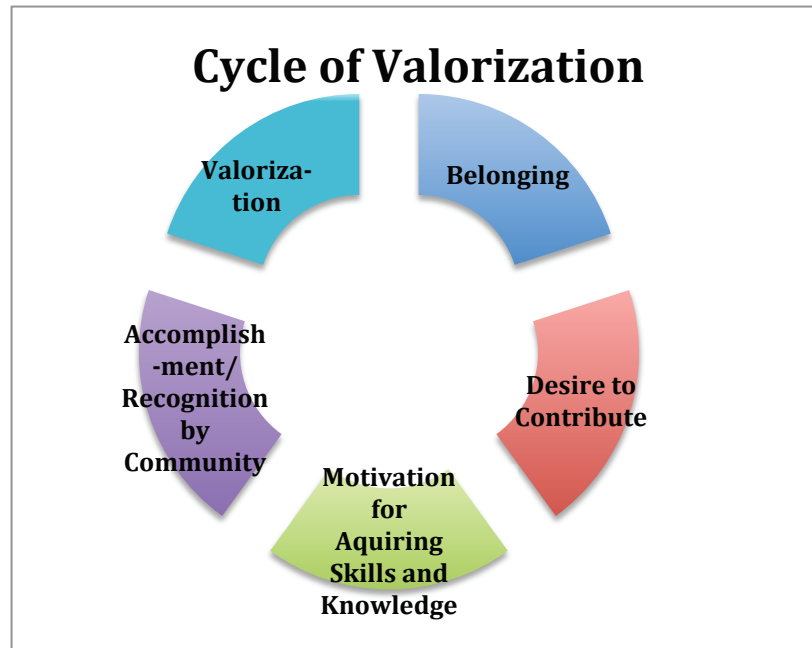 Cycle of Valorization
Valoriza-
tion
Belonging
Accomplish
-ment/
Recognition
by
Community
Desire to
Contribute
Motivation
for
Aquiring
Skills and
Knowledge